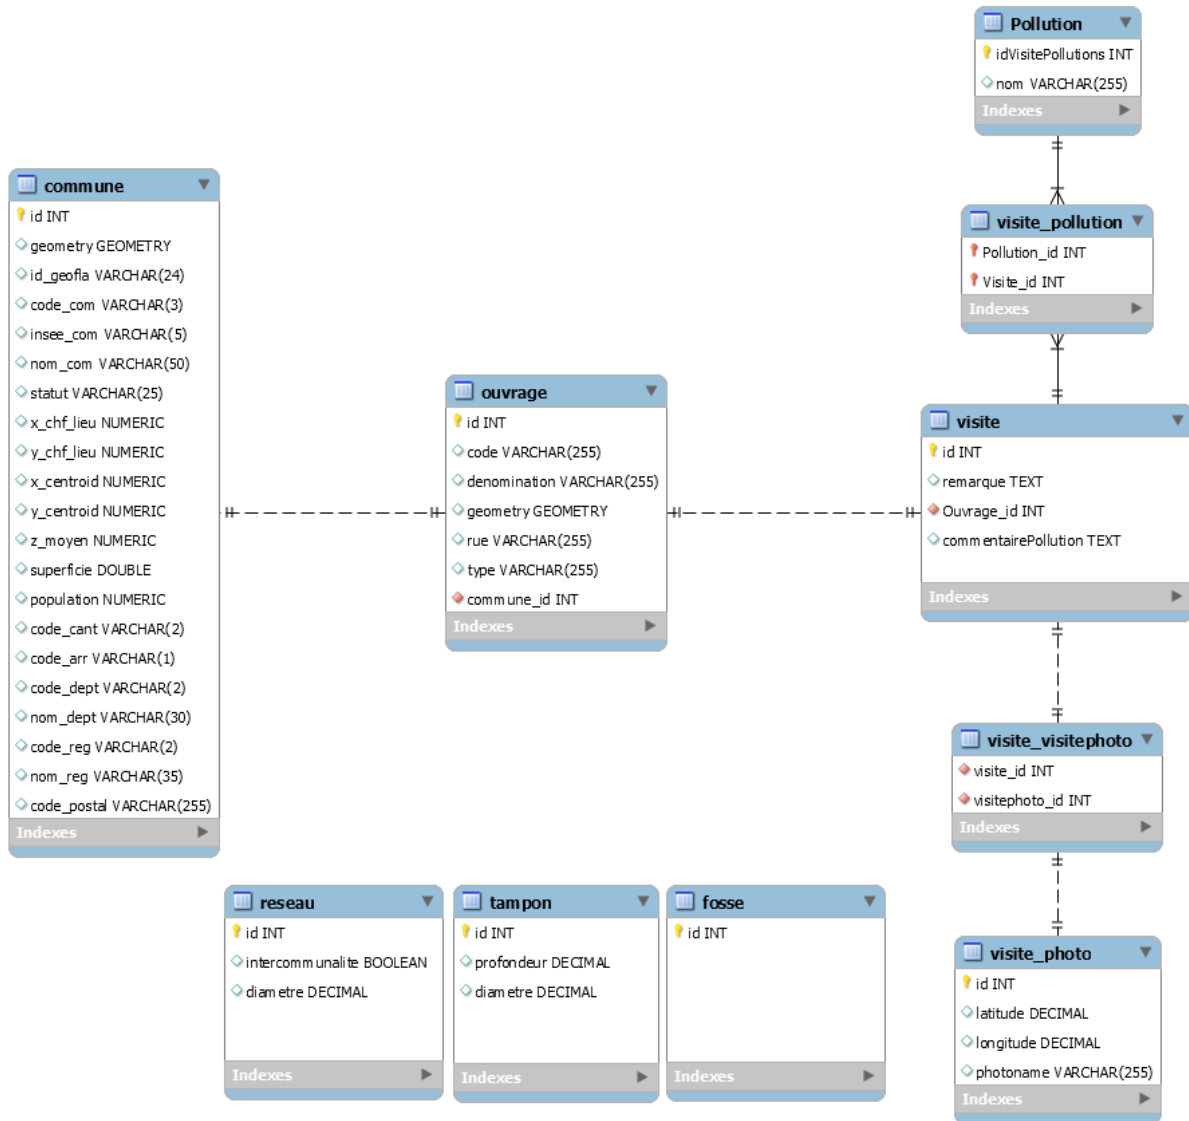 Pollution
idVisitePollutions INT
nom VARCHAR(255)
Indexes
commune
id INT
geometry GEOMETRY
id_geofla VARCHAR(24)
code_com VARCHAR(3)
insee_com VARCHAR(5)
nom_com VARCHAR(50)
statut VARCHAR(25)
x_chf_lieu NUMERIC
y_chf_lieu NUMERIC
x_centroid NUMERIC
y_centroid NUMERIC
z_moyen NUMERIC
superficie DOUBLE
population NUMERIC
code_cant VARCHAR(2)
code_arr VARCHAR(1)
code_dept VARCHAR(2)
nom_dept VARCHAR(30)
code_reg VARCHAR(2)
nom_reg VARCHAR(35)
code_postal VARCHAR(255)
Indexes
visite_pollution
Pollution_id INT
Visite_id INT
Indexes
ouvrage
id INT
code VARCHAR(255)
denomination VARCHAR(255)
geometry GEOMETRY
rue VARCHAR(255)
type VARCHAR(255)
commune_id INT
Indexes
visite
id INT
remarque TEXT
Ouvrage_id INT
commentairePollution TEXT
Indexes
visite_visitephoto
visite_id INT
visitephoto_id INT
Indexes
reseau
id INT
intercommunalite BOOLEAN
diametre DECIMAL
Indexes
tampon
id INT
profondeur DECIMAL
diametre DECIMAL
Indexes
fosse
id INT
Indexes
visite_photo
id INT
latitude DECIMAL
longitude DECIMAL
photoname VARCHAR(255)
Indexes